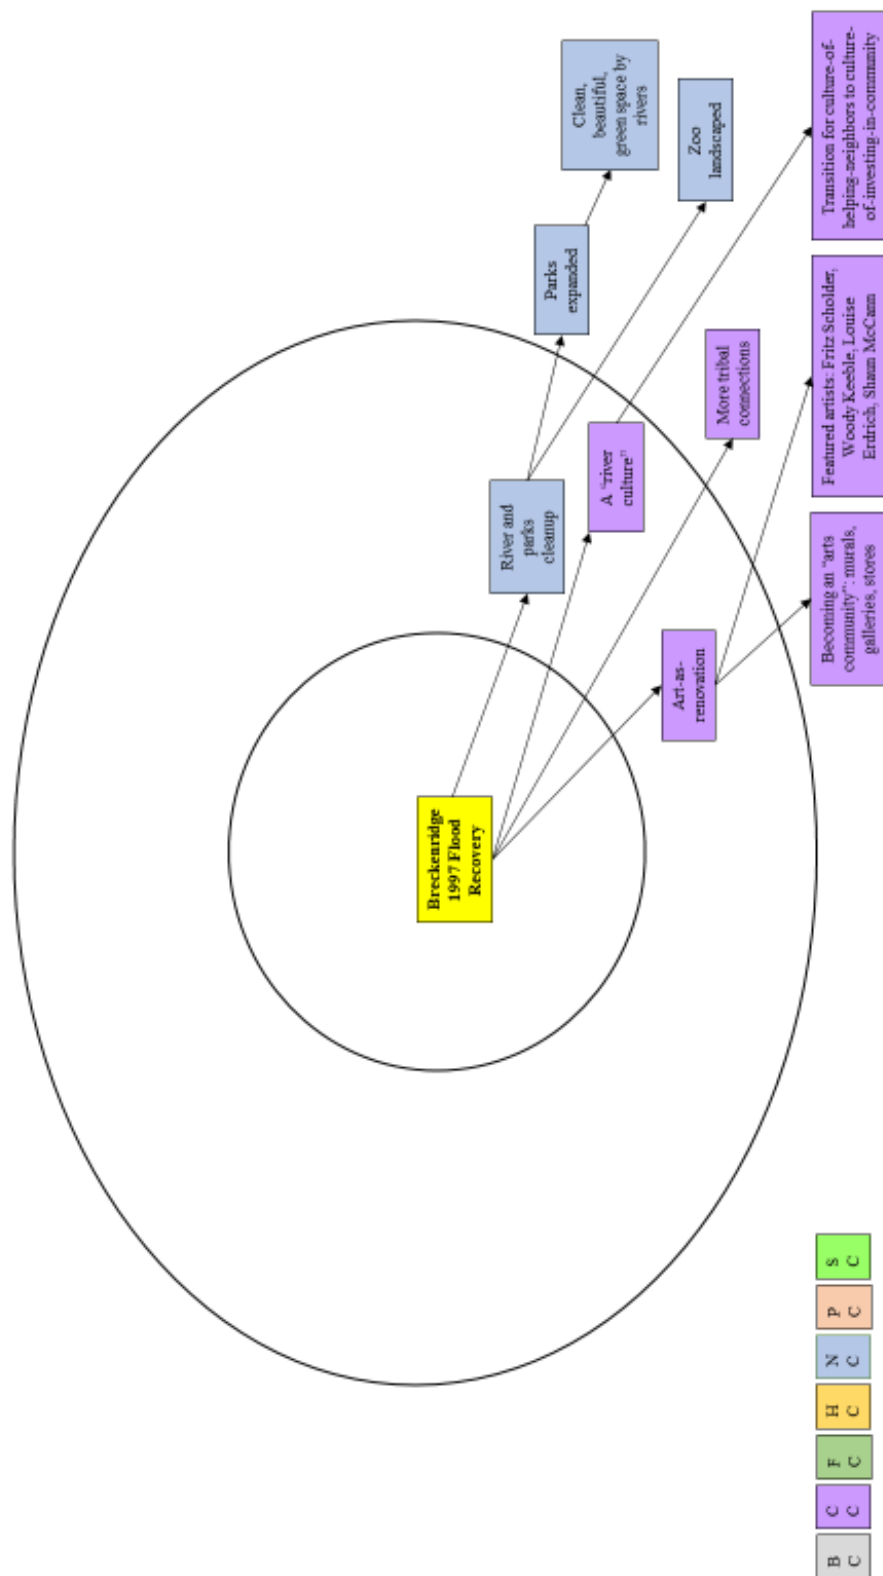 Breckenridge
1997 Flood
Recovery
River and
parks
cleanup
Parks
expanded
Clean,
beautiful,
green space by
rivers
Zoo
landscaped
A "river
culture"
Transition for culture-of-
helping-neighbors to culture-
of-investing-in-community
More tribal
connections
Art-as-
renovation
Featured artists: Fritz Scholder,
Woody Keeble, Louise
Erdrich, Shaun McCann
Becoming an "arts
community": murals,
galleries, stores
B
C
C
C
F
C
H
C
N
C
P
C
S
C